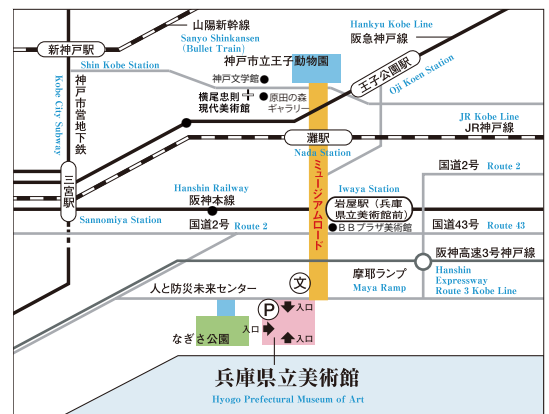 山陽新幹線
Sanyo Shinkansen
(Bullet Train)
Hankyu Kobe Line
阪急神戸線
新神戸駅
Shin Kobe Station
神戸市立王子動物園
王子公園駅
Oji Koen Station
神戸文学館
横尾忠則
現代美術館
原田の森
ギャラリー
神戸市営地下鉄
Kobe City Subway
JR Kobe Line
JR神戸線
灘駅
Nada Station
ミュージアムロード
国道2号 Route 2
三宮駅
Sannomiya Station
Hanshin Railway
阪神本線
Iwaya Station
岩屋駅（兵庫
県立美術館前）
BBプラザ美術館
国道2号 Route 2
国道43号 Route 43
阪神高速3号神戸線
Hanshin
Expressway
Route 3 Kobe Line
摩耶ランプ
Maya Ramp
人と防災未来センター
文
P
入口
入口
入口
なぎさ公園
兵庫県立美術館
Hyogo Prefectural Museum of Art